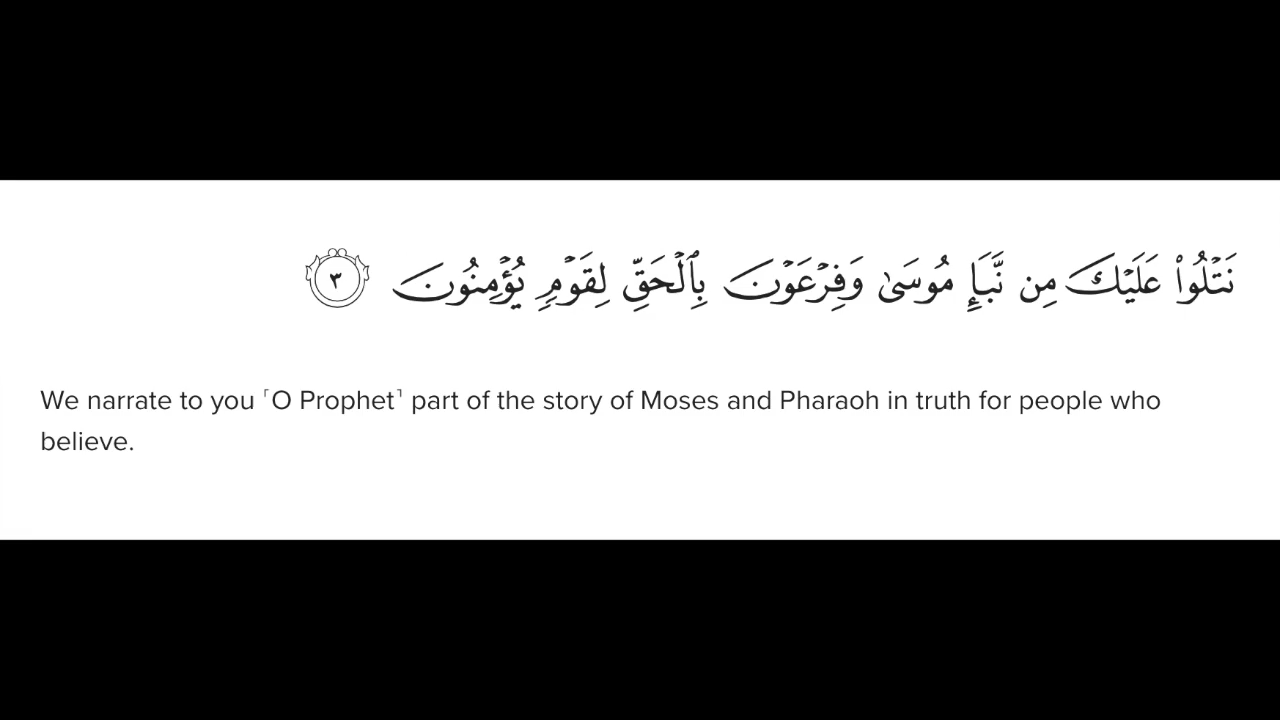 نَتْلُوا۟ عَلَيْكَ مِن نَّبَإِ مُوسَىٰ وَفِرْعَوْنَ بِٱلْحَقِّ لِقَوْمٍۢ يُؤْمِنُونَ ٣
We narrate to you ˹O Prophet˺ part of the story of Moses and Pharaoh in truth for people who
believe.